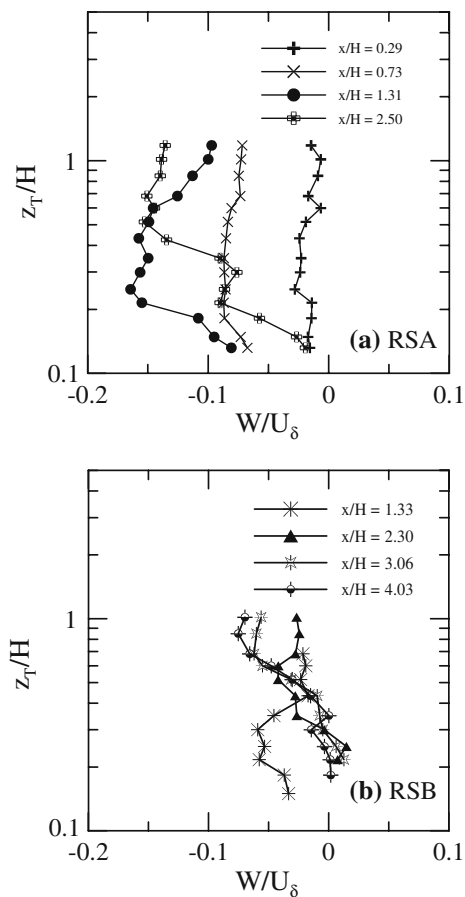 x/H = 0.29
x/H = 0.73
x/H = 1.31
x/H = 2.50
1
z_T/H
(a) RSA
0.1
-0.2 -0.1 0 0.1
W/U_δ
x/H = 1.33
x/H = 2.30
x/H = 3.06
x/H = 4.03
1
z_T/H
(b) RSB
0.1
-0.2 -0.1 0 0.1
W/U_δ